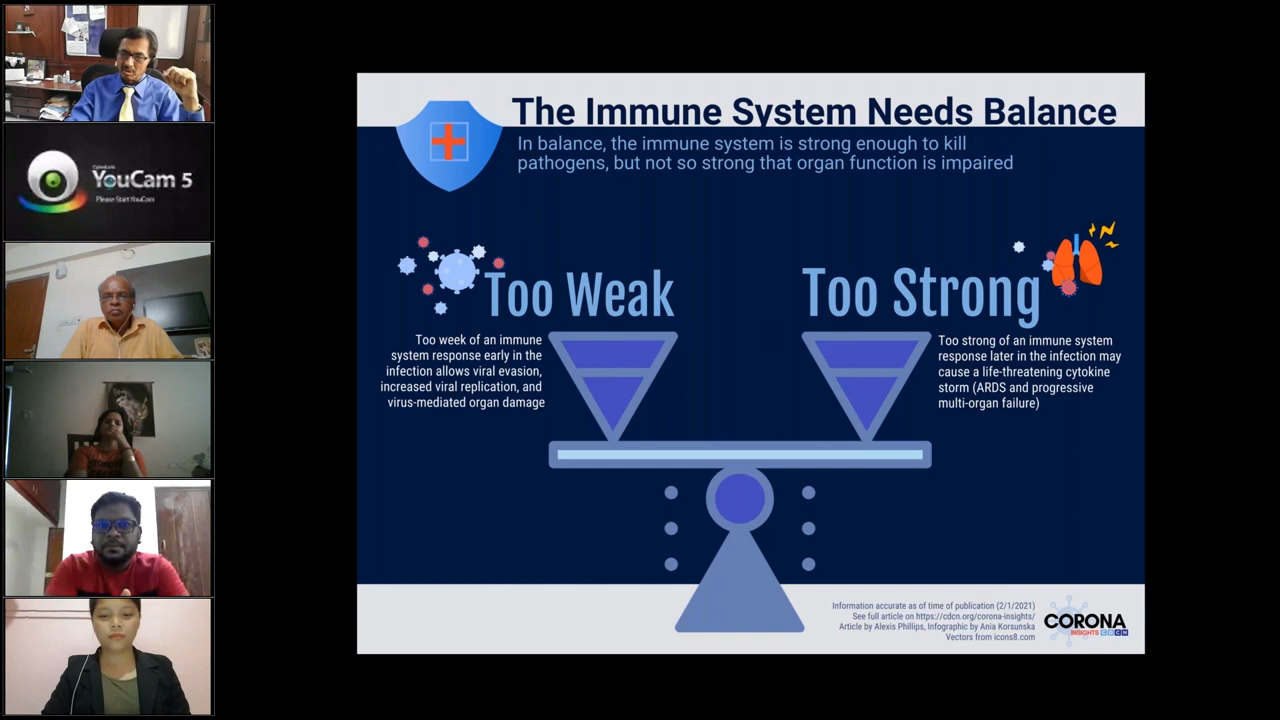 YouCam 5
Please Start YouCam
The Immune System Needs Balance
In balance, the immune system is strong enough to kill
pathogens, but not so strong that organ function is impaired
Too Weak
Too week of an immune
system response early in the
infection allows viral evasion,
increased viral replication, and
virus-mediated organ damage
Too Strong
Too strong of an immune system
response later in the infection may
cause a life-threatening cytokine
storm (ARDS and progressive
multi-organ failure)
Information accurate as of time of publication (2/1/2021)
See full article on https://cdcn.org/corona-insights/
Article by Alexis Phillips, Infographic by Ania Korsunska
Vectors from icons8.com
CORONA
INSIGHTS CDCN